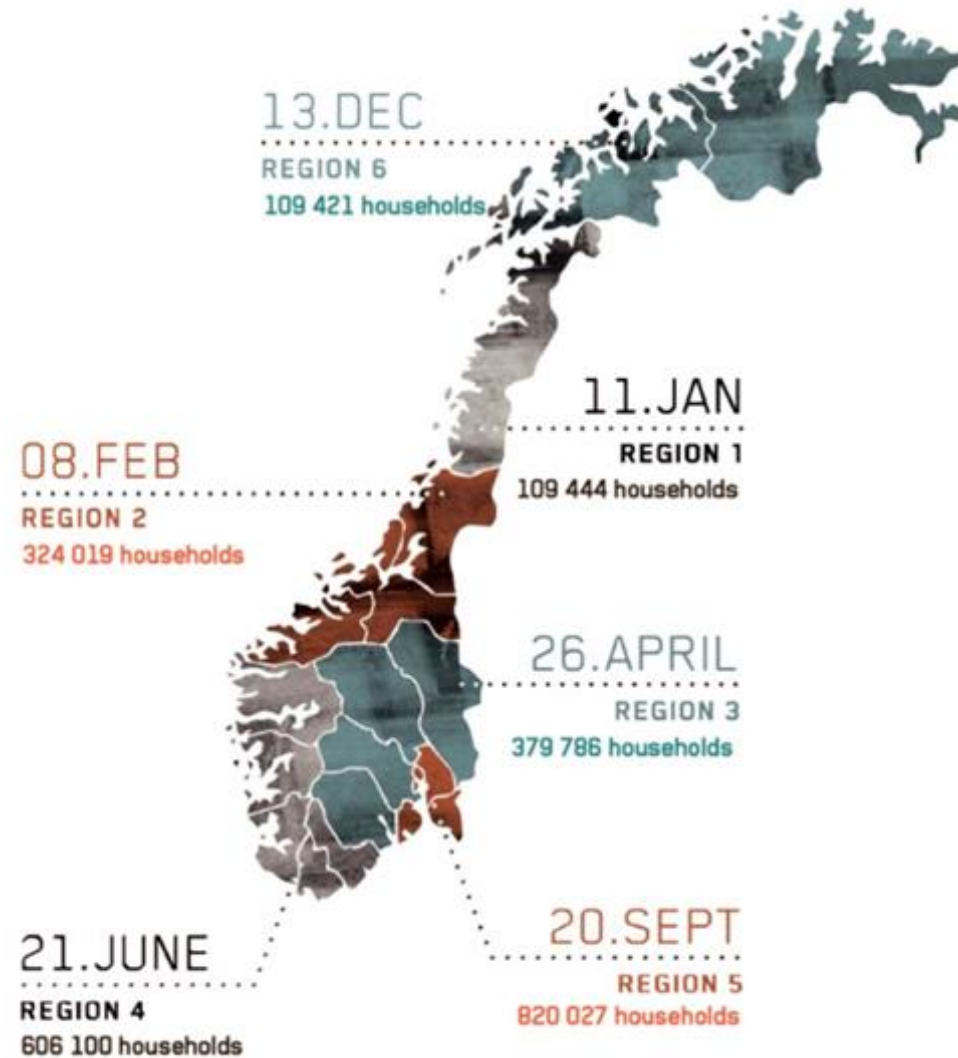 13.DEC
REGION 6
109 421 households
11.JAN
REGION 1
109 444 households
08.FEB
REGION 2
324 019 households
26.APRIL
REGION 3
379 786 households
20.SEPT
REGION 5
820 027 households
21.JUNE
REGION 4
606 100 households